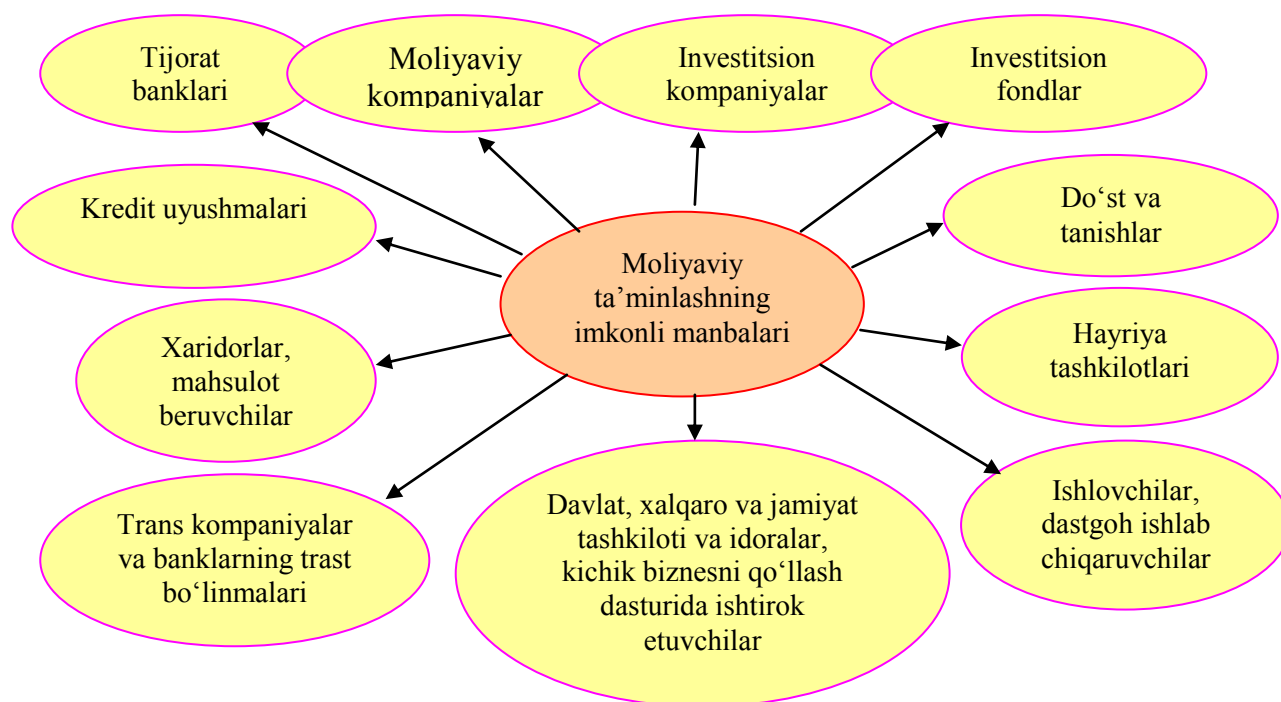 Tijorat
banklari
Moliyaviy
kompaniyalar
Investitsion
kompaniyalar
Investitsion
fondlar
Kredit uyushmalari
Do‘st va
tanishlar
Moliyaviy
ta’minlashning
imkonli manbalari
Xaridorlar,
mahsulot
beruvchilar
Hayriya
tashkilotlari
Trans kompaniyalar
va banklarning trast
bo‘linmalari
Davlat, xalqaro va jamiyat
tashkiloti va idoralar,
kichik biznesni qo‘llash
dasturida ishtirok
etuvchilar
Ishlovchilar,
dastgoh ishlab
chiqaruvchilar